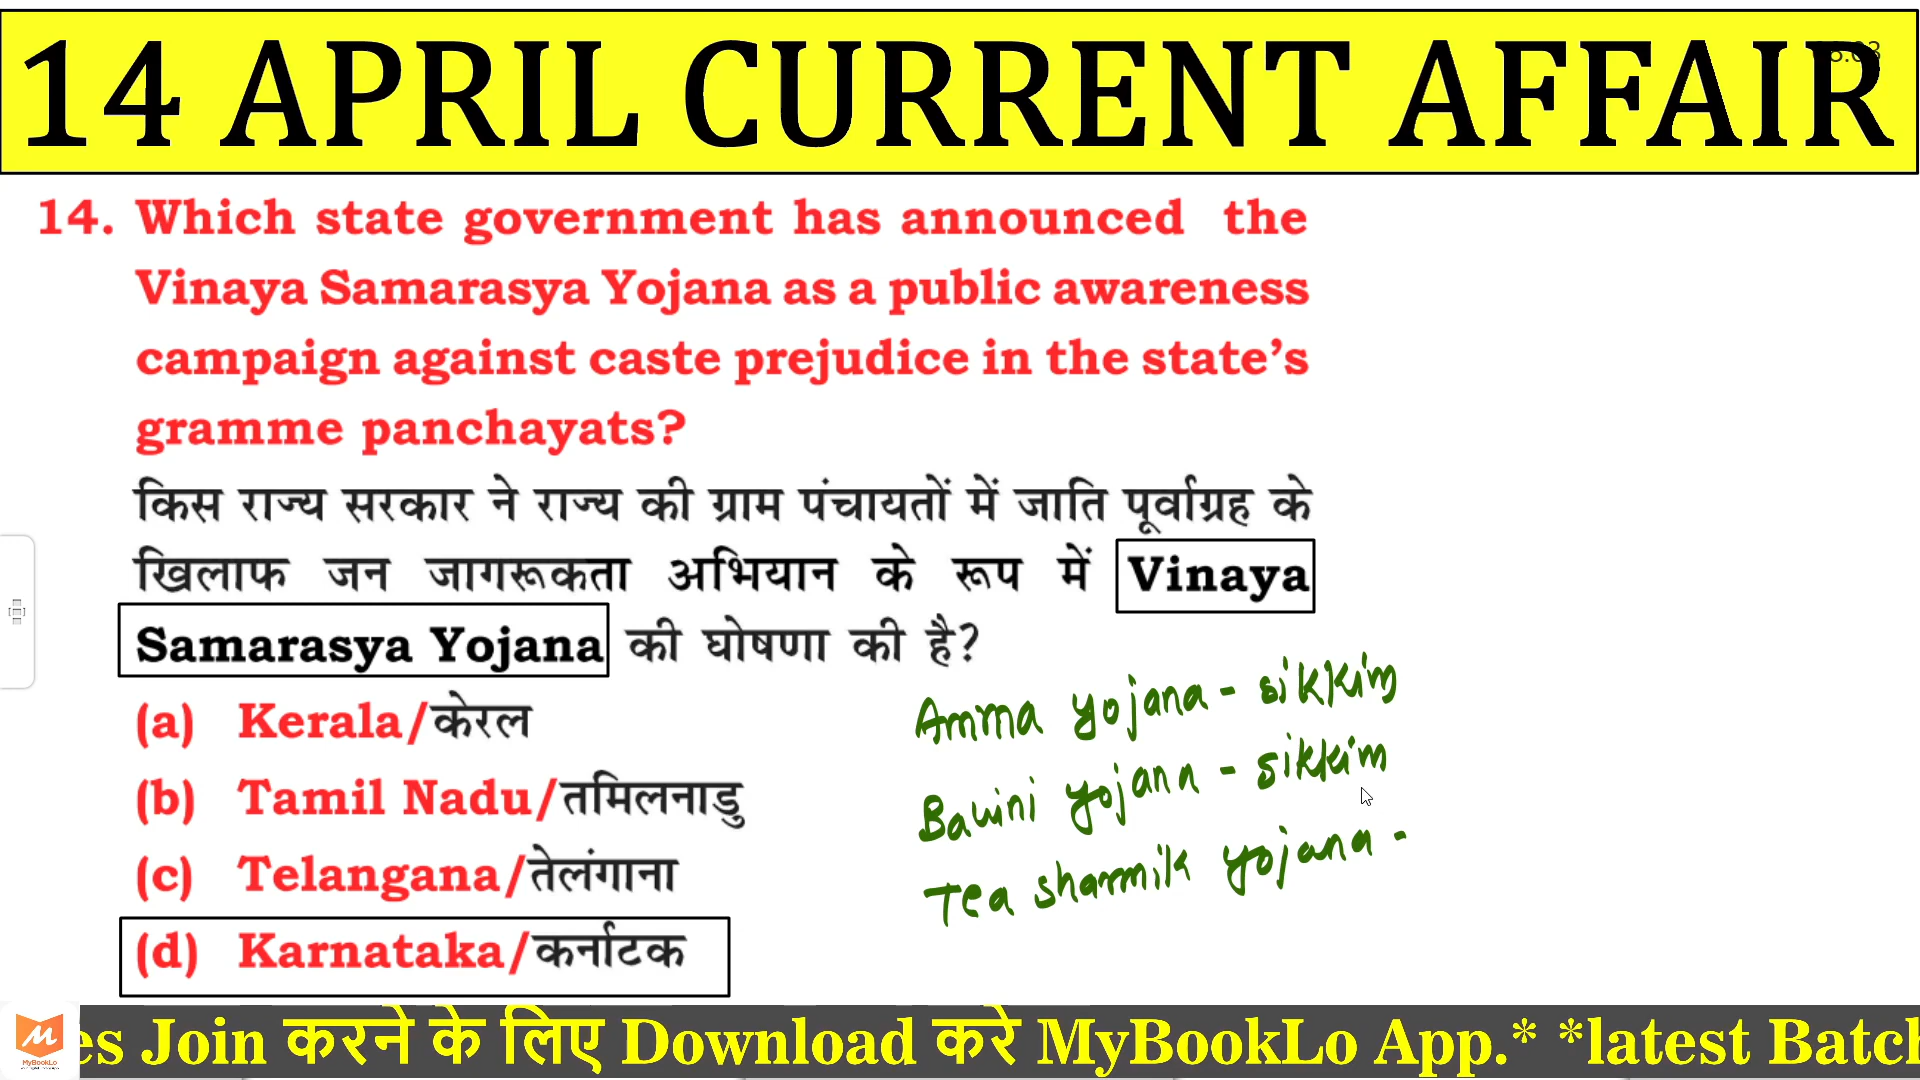 14 APRIL CURRENT AFFAIR
14. Which state government has announced the
Vinaya Samarasya Yojana as a public awareness
campaign against caste prejudice in the state’s
gramme panchayats?
किस राज्य सरकार ने राज्य की ग्राम पंचायतों में जाति पूर्वाग्रह के
खिलाफ जन जागरूकता अभियान के रूप में Vinaya
Samarasya Yojana की घोषणा की है?
(a) Kerala/केरल
(b) Tamil Nadu/तमिलनाडु
(c) Telangana/तेलंगाना
(d) Karnataka/कर्नाटक
Amma yojana - sikkim
Bawini yojana - sikkim
Tea sharmik yojana -
es Join करने के लिए Download करे MyBookLo App.* *latest Batch
MyBookLo